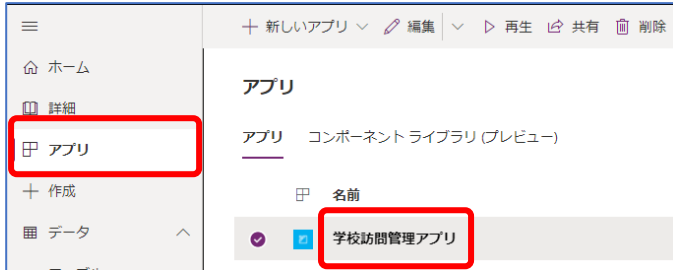 新しいアプリ 編集 再生 共有 削除
ホーム
詳細
アプリ
作成
データ
アプリ
アプリ コンポーネント ライブラリ (プレビュー)
名前
学校訪問管理アプリ